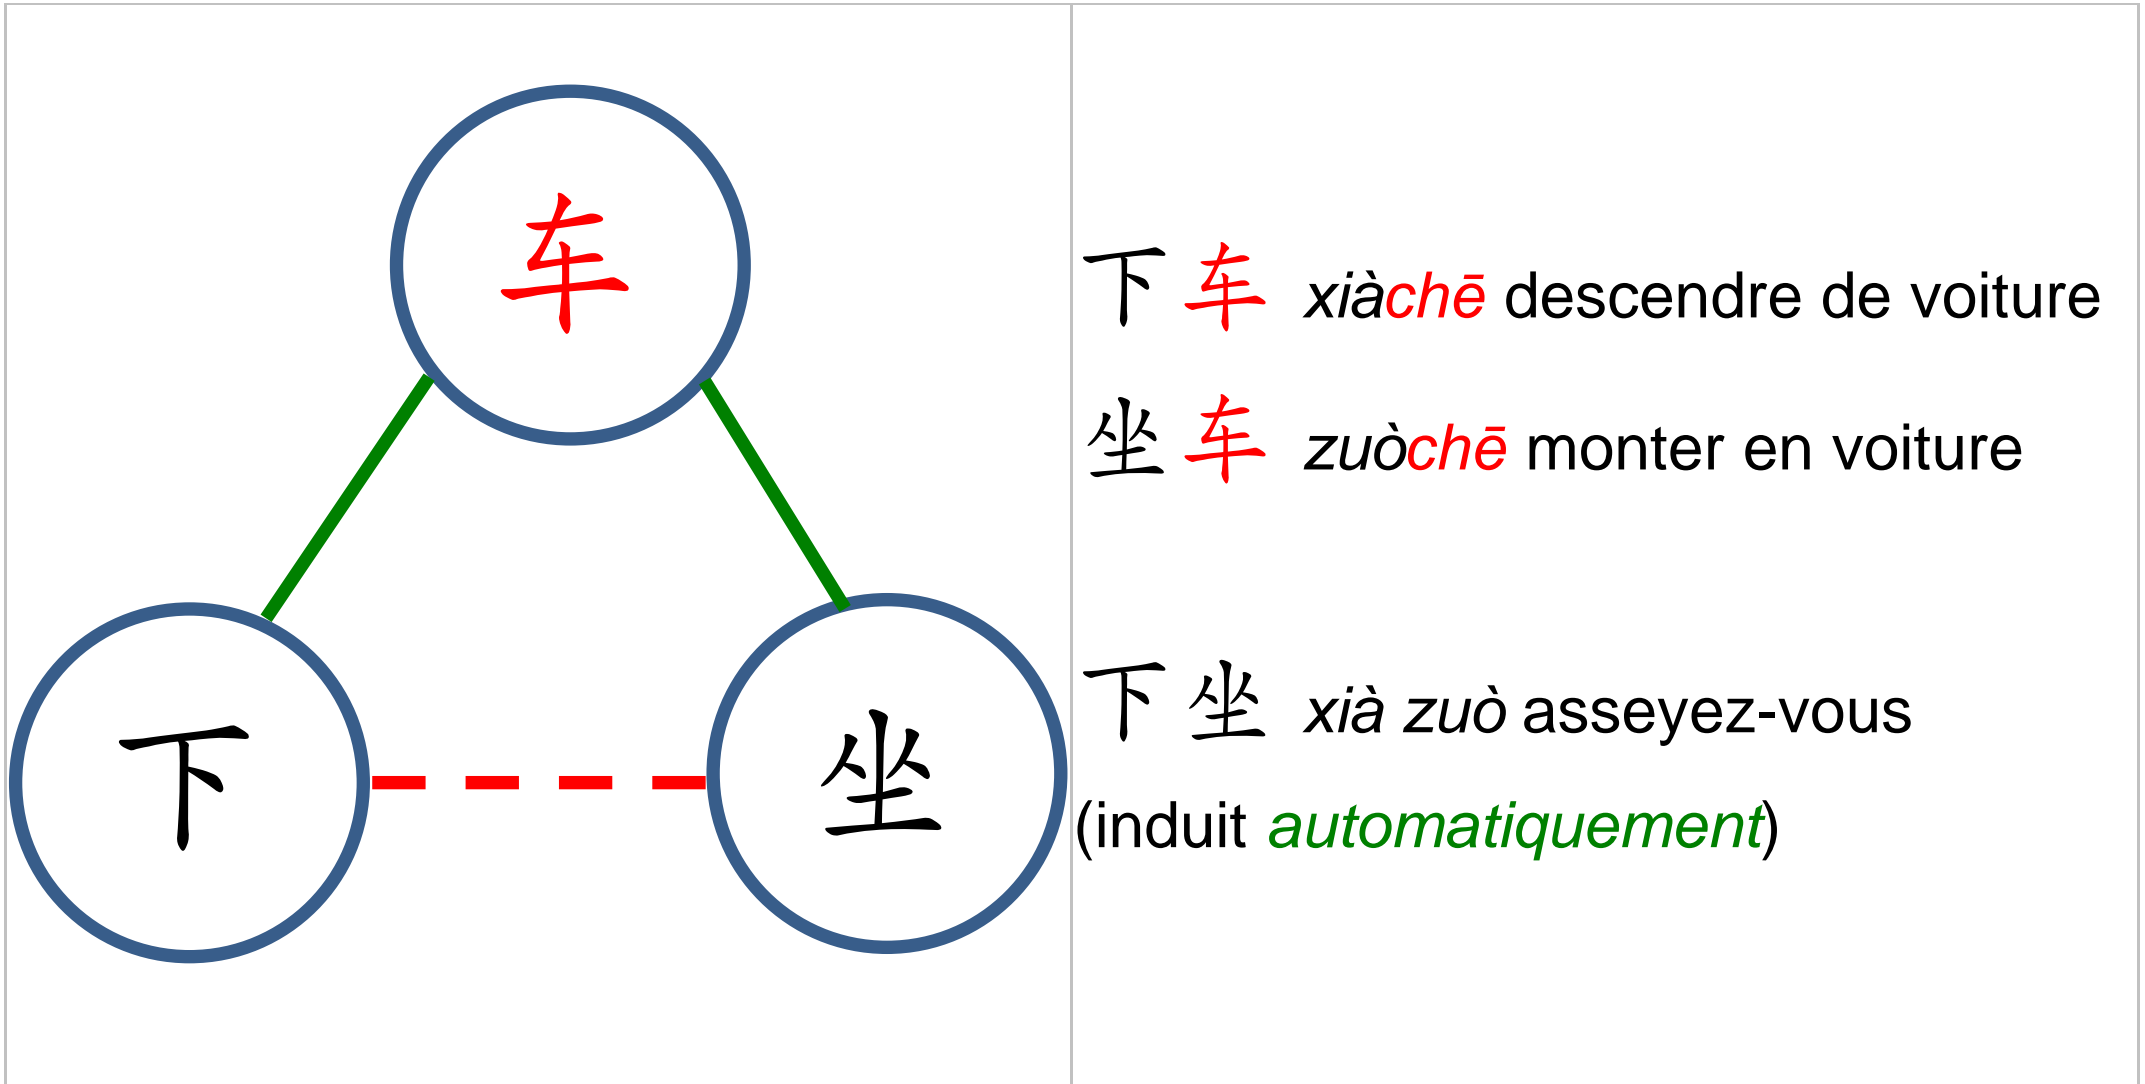 车
下
坐
下车 xiàchē descendre de voiture
坐车 zuòchē monter en voiture
下坐 xià zuò asseyez-vous
(induit automatiquement)